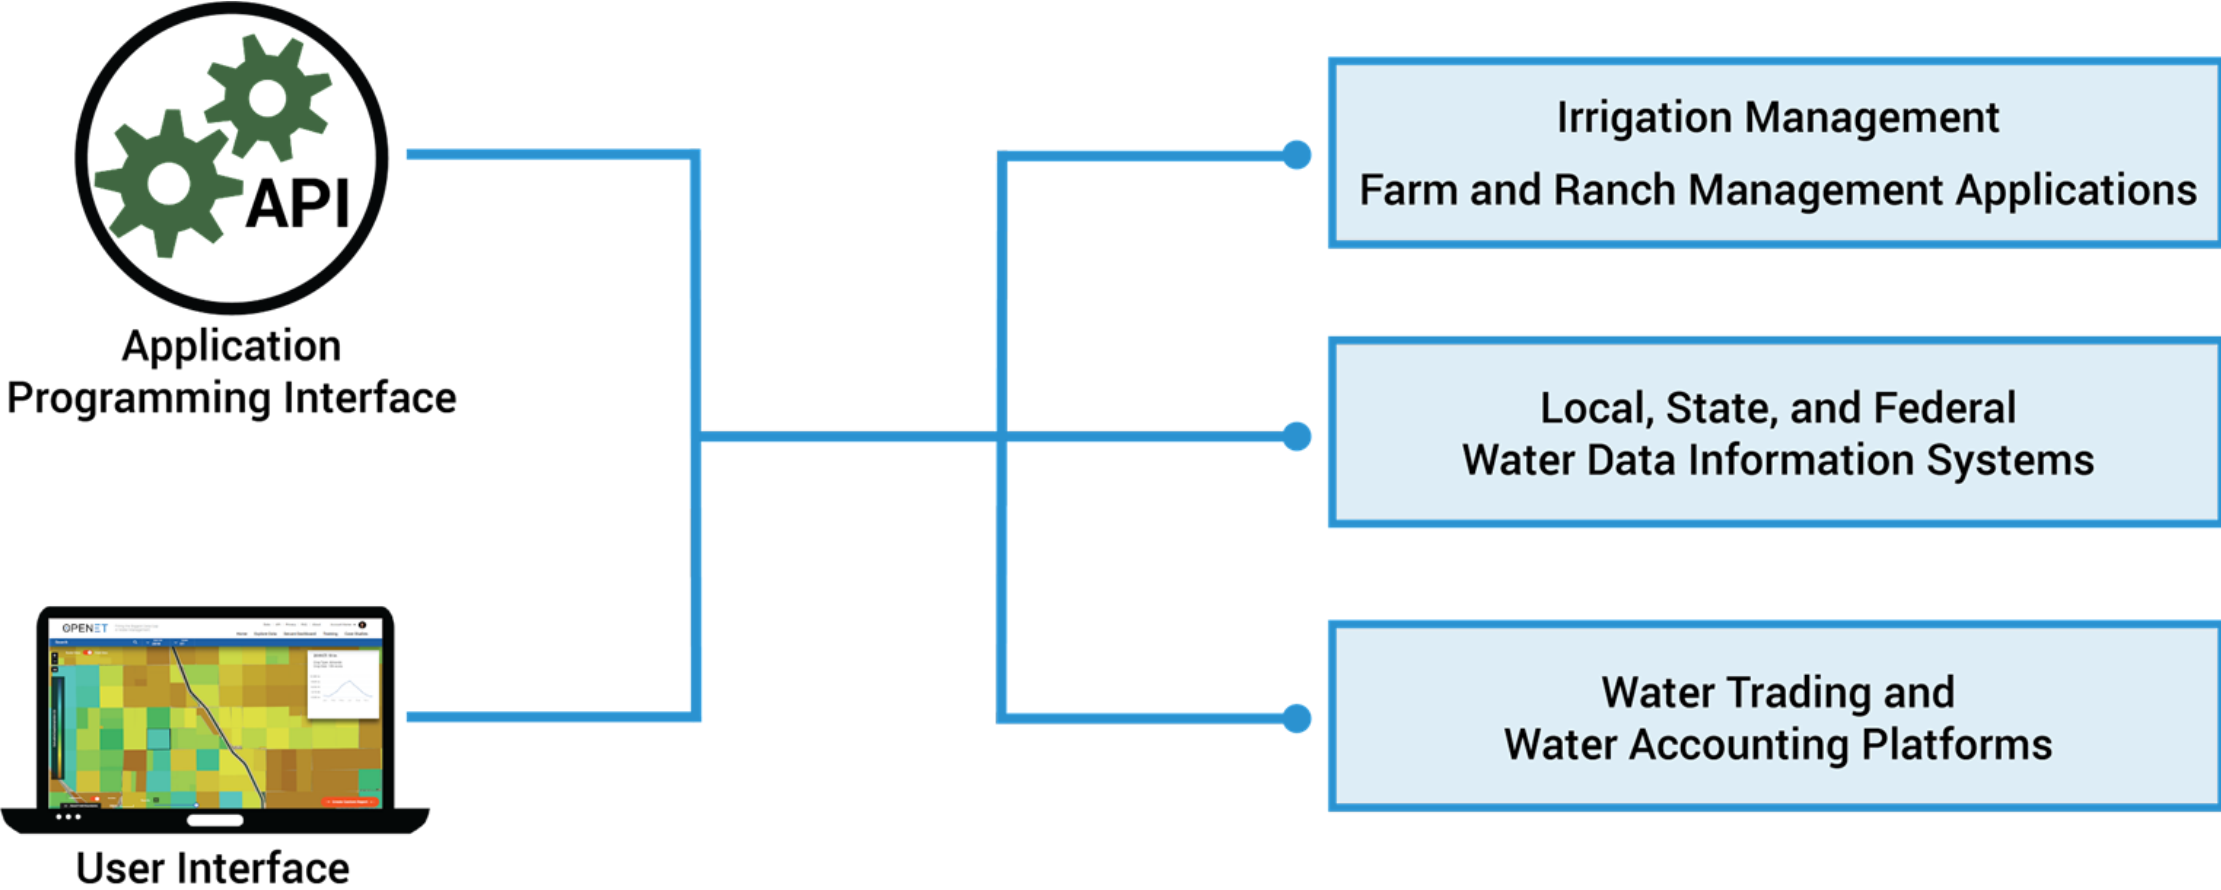 API
Application
Programming Interface
OPENET
User Interface
Irrigation Management
Farm and Ranch Management Applications
Local, State, and Federal
Water Data Information Systems
Water Trading and
Water Accounting Platforms